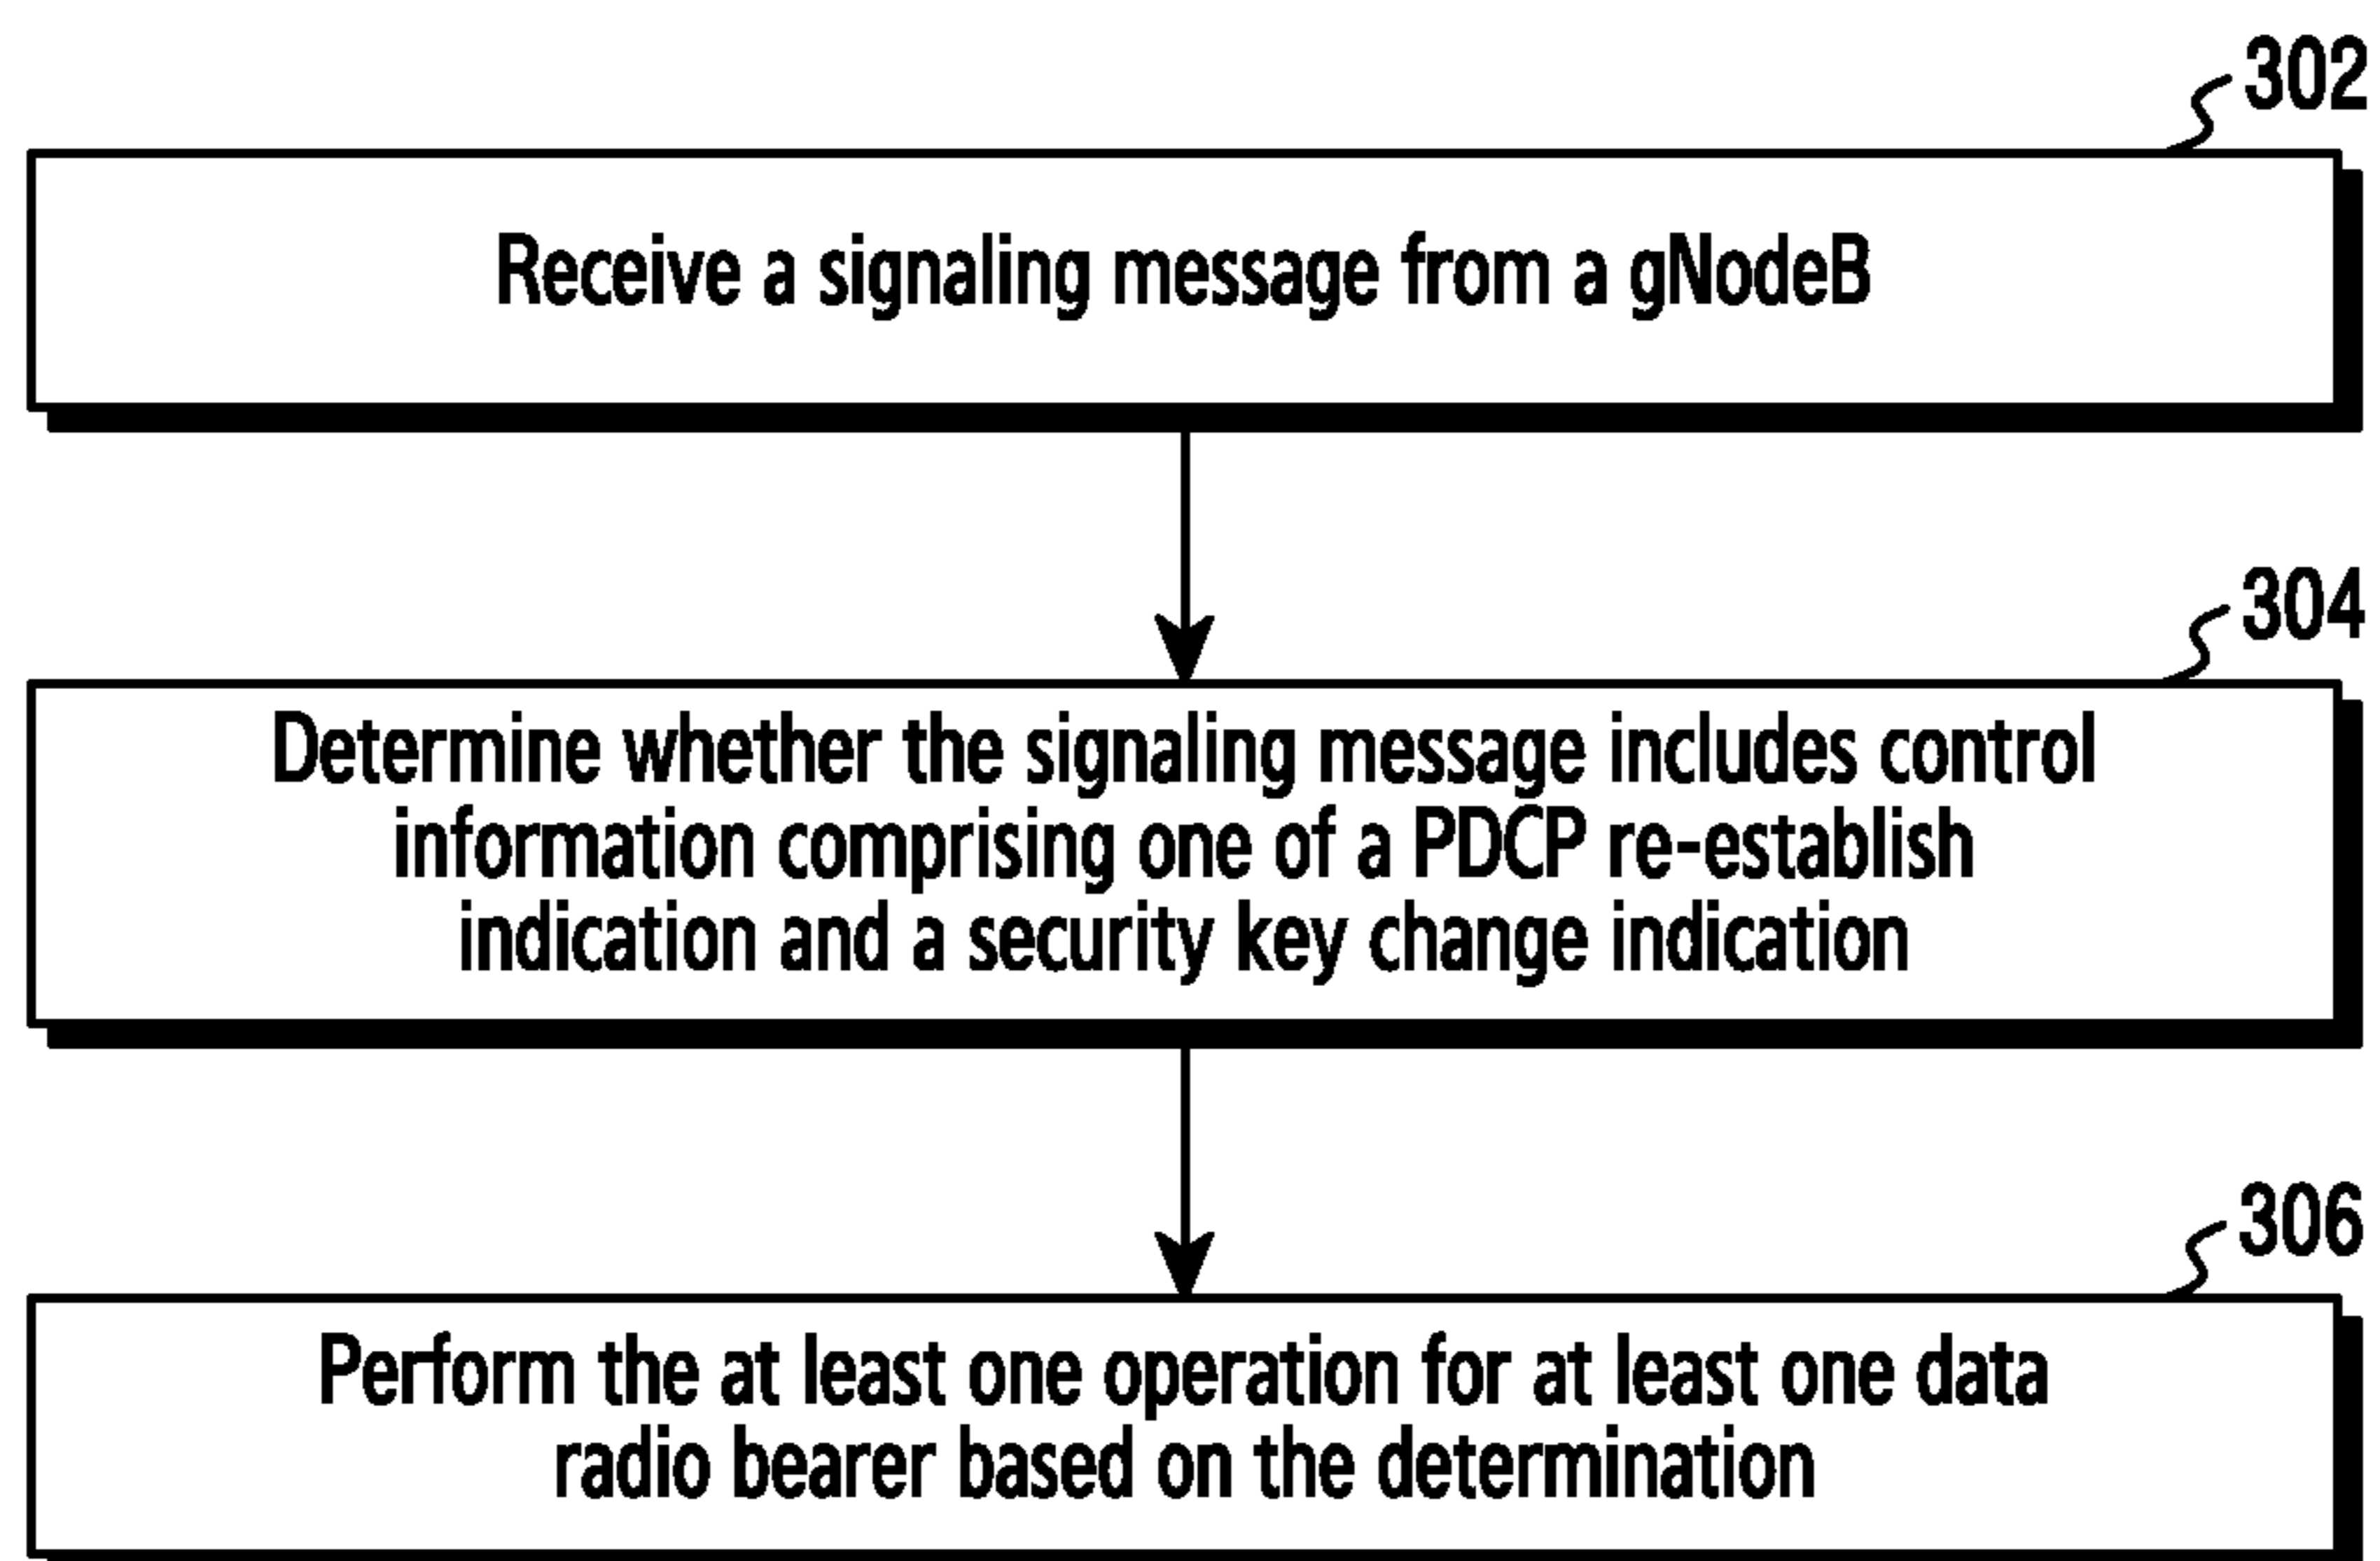 302
Receive a signaling message from a gNodeB
304
Determine whether the signaling message includes control
information comprising one of a PDCP re-establish
indication and a security key change indication
306
Perform the at least one operation for at least one data
radio bearer based on the determination